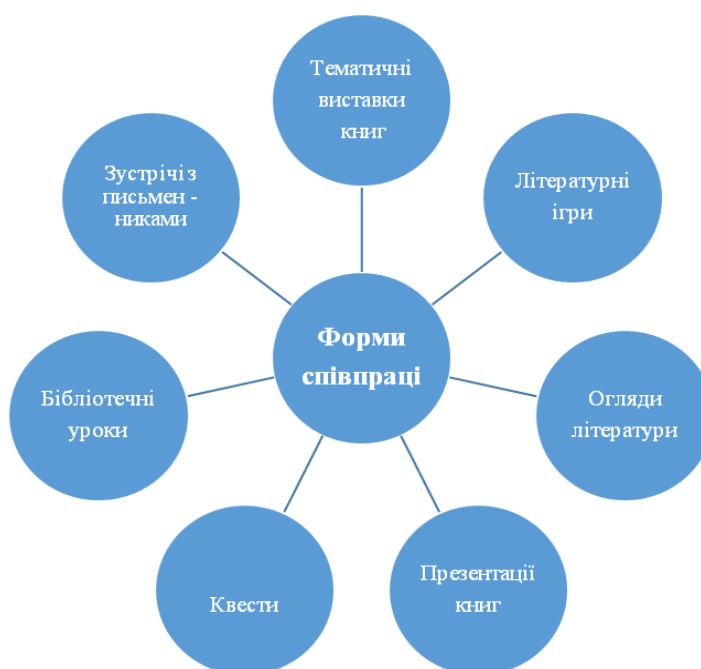 Тематичні
виставки
книг
Літературні
ігри
Огляди
літератури
Презентації
книг
Квести
Бібліотечні
уроки
Зустрічі з
письмен -
никами
Форми
співпраці